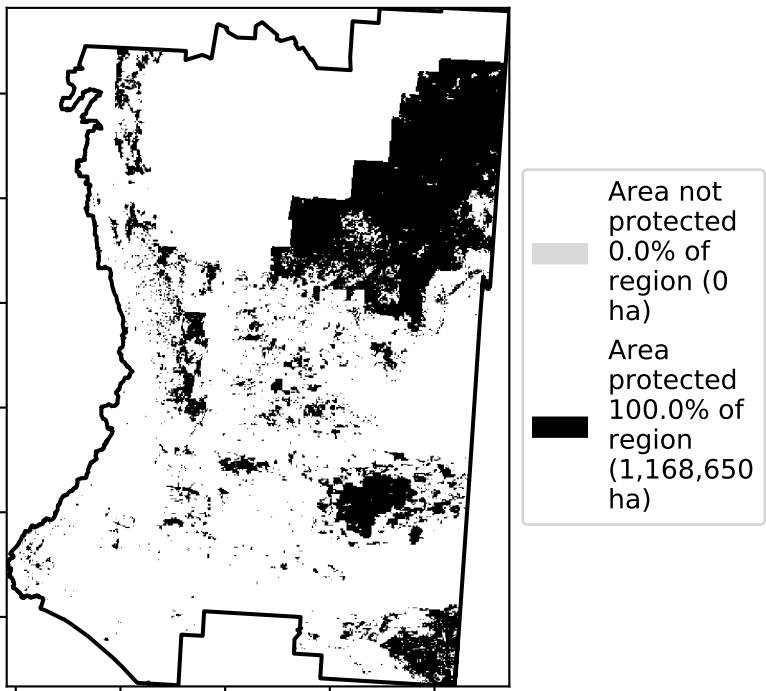 Area not
protected
0.0% of
region (0
ha)
Area
protected
100.0% of
region
(1,168,650
ha)